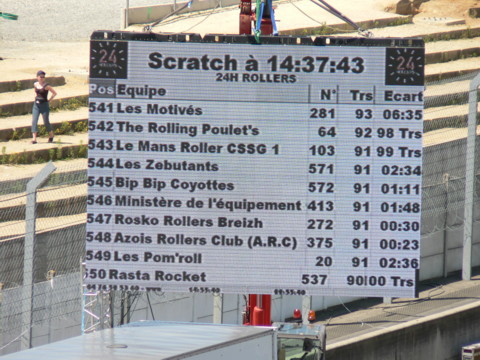 24
24
Scratch à 14:37:43
24H ROLLERS
Pos Equipe N° Trs Ecart
541 Les Motivés 281 93 06:35
542 The Rolling Poulet's 64 92 98 Trs
543 Le Mans Roller CSSG 1 103 91 99 Trs
544 Les Zebutants 571 91 02:34
545 Bip Bip Coyottes 572 91 01:11
546 Ministère de l'équipement 413 91 01:48
547 Rosko Rollers Breizh 272 91 00:30
548 Azois Rollers Club (A.R.C) 375 91 00:23
549 Les Pom'roll 20 91 02:36
550 Rasta Rocket 537 90 00 Trs